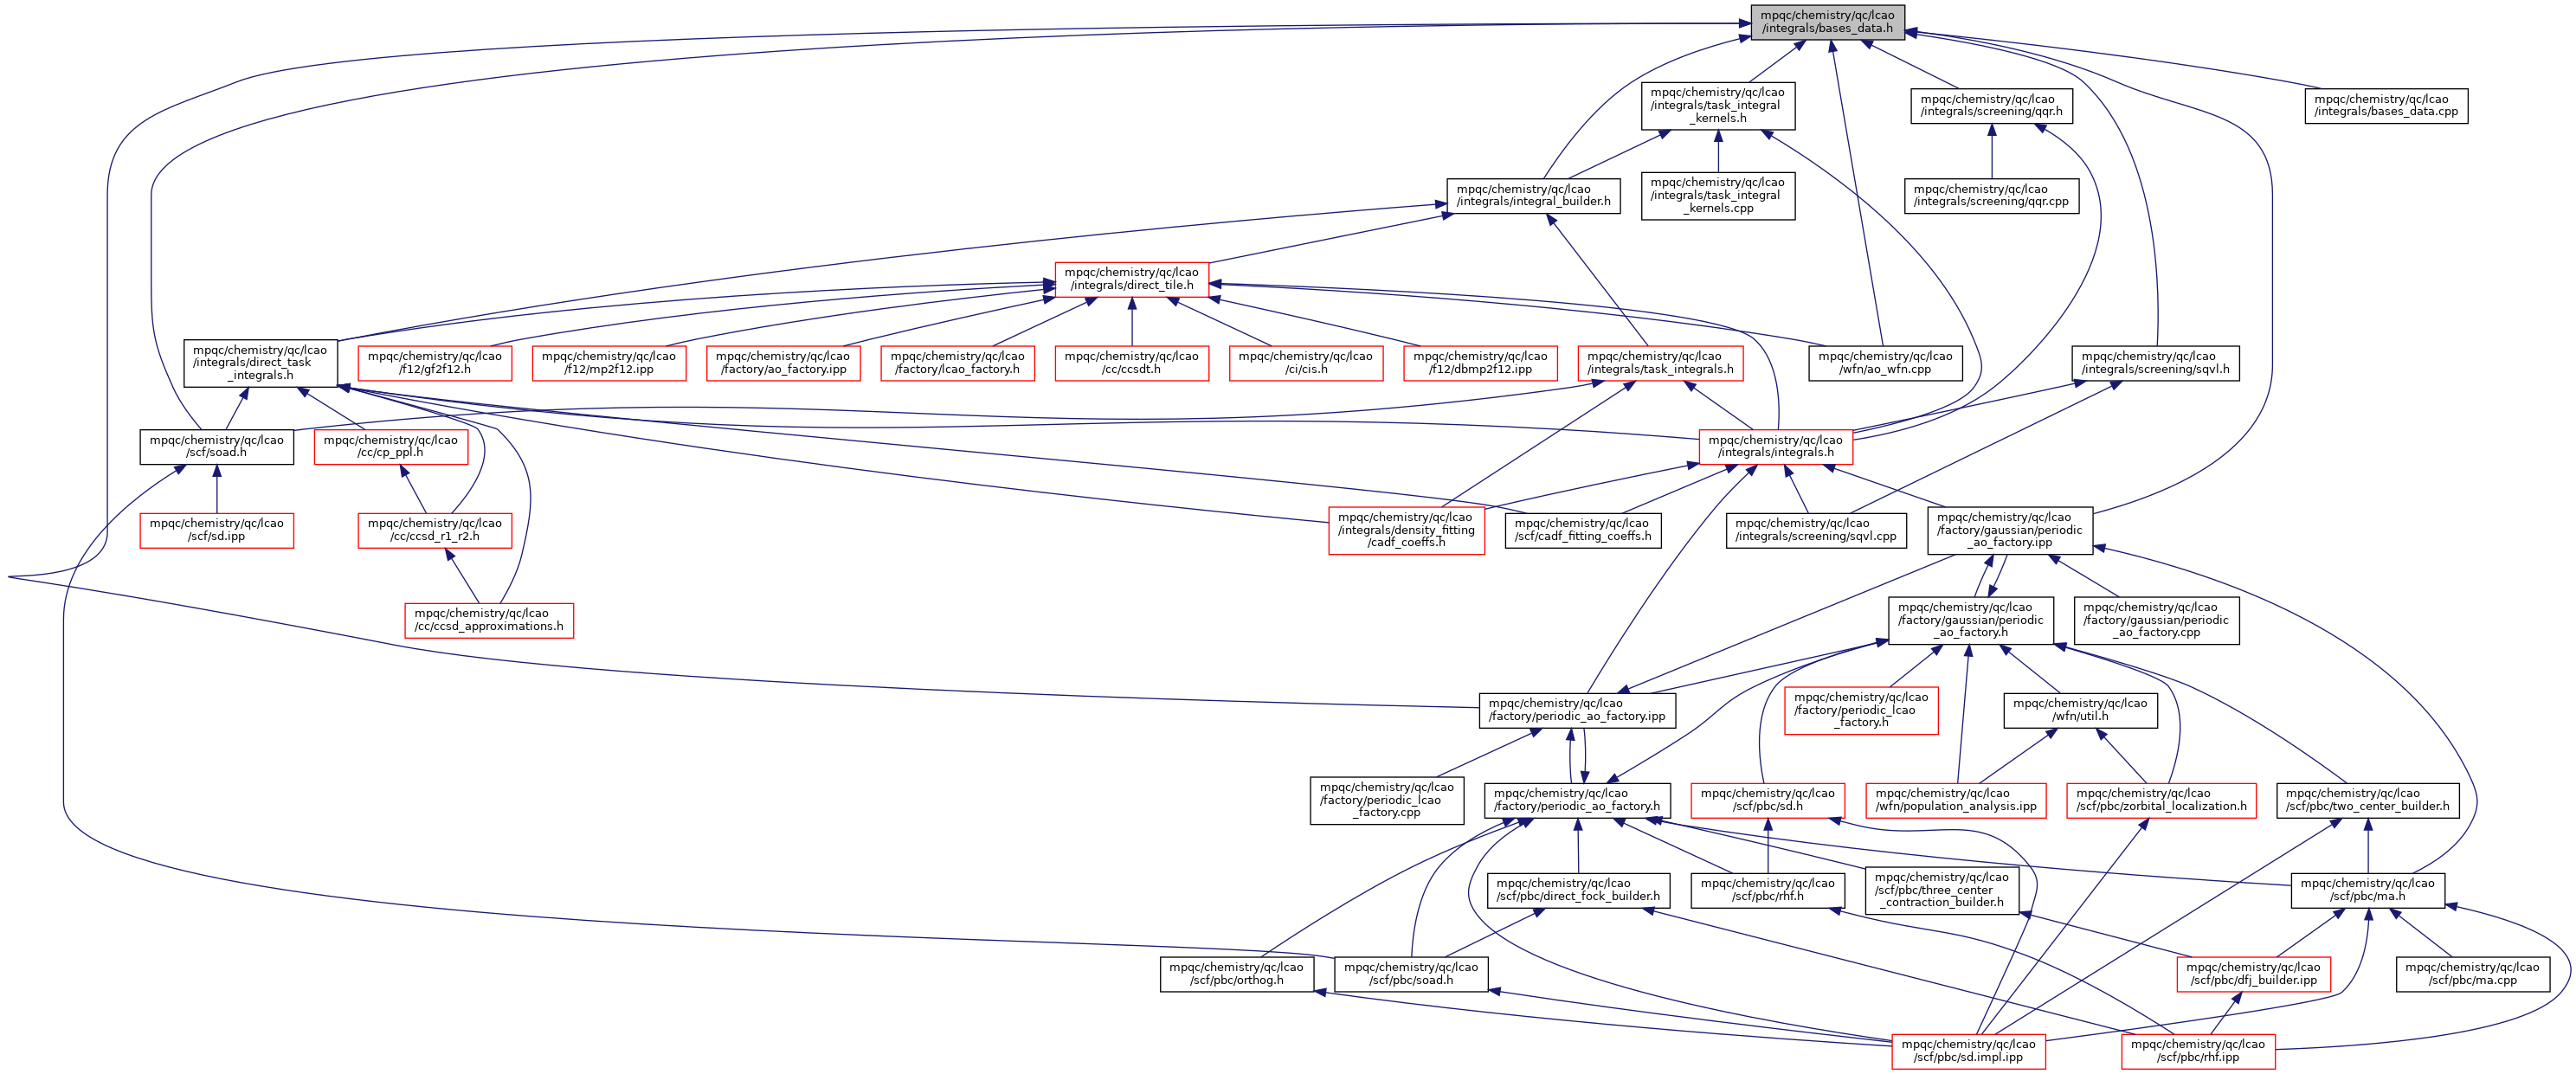 mpqc/chemistry/qc/lcao
/integrals/bases_data.h
mpqc/chemistry/qc/lcao
/integrals/task_integral
_kernels.h
mpqc/chemistry/qc/lcao
/integrals/screening/qqr.h
mpqc/chemistry/qc/lcao
/integrals/bases_data.cpp
mpqc/chemistry/qc/lcao
/integrals/integral_builder.h
mpqc/chemistry/qc/lcao
/integrals/task_integral
_kernels.cpp
mpqc/chemistry/qc/lcao
/integrals/screening/qqr.cpp
mpqc/chemistry/qc/lcao
/integrals/direct_tile.h
mpqc/chemistry/qc/lcao
/integrals/direct_task
_integrals.h
mpqc/chemistry/qc/lcao
/f12/gf2f12.h
mpqc/chemistry/qc/lcao
/f12/mp2f12.ipp
mpqc/chemistry/qc/lcao
/factory/ao_factory.ipp
mpqc/chemistry/qc/lcao
/factory/lcao_factory.h
mpqc/chemistry/qc/lcao
/cc/ccsdt.h
mpqc/chemistry/qc/lcao
/ci/cis.h
mpqc/chemistry/qc/lcao
/f12/dbmp2f12.ipp
mpqc/chemistry/qc/lcao
/integrals/task_integrals.h
mpqc/chemistry/qc/lcao
/wfn/ao_wfn.cpp
mpqc/chemistry/qc/lcao
/integrals/screening/sqvl.h
mpqc/chemistry/qc/lcao
/scf/soad.h
mpqc/chemistry/qc/lcao
/cc/cp_ppl.h
mpqc/chemistry/qc/lcao
/integrals/integrals.h
mpqc/chemistry/qc/lcao
/scf/sd.ipp
mpqc/chemistry/qc/lcao
/cc/ccsd_r1_r2.h
mpqc/chemistry/qc/lcao
/integrals/density_fitting
/cadf_coeffs.h
mpqc/chemistry/qc/lcao
/scf/cadf_fitting_coeffs.h
mpqc/chemistry/qc/lcao
/integrals/screening/sqvl.cpp
mpqc/chemistry/qc/lcao
/factory/gaussian/periodic
_ao_factory.ipp
mpqc/chemistry/qc/lcao
/cc/ccsd_approximations.h
mpqc/chemistry/qc/lcao
/factory/gaussian/periodic
_ao_factory.h
mpqc/chemistry/qc/lcao
/factory/gaussian/periodic
_ao_factory.cpp
mpqc/chemistry/qc/lcao
/factory/periodic_ao_factory.ipp
mpqc/chemistry/qc/lcao
/factory/periodic_lcao
_factory.h
mpqc/chemistry/qc/lcao
/wfn/util.h
mpqc/chemistry/qc/lcao
/factory/periodic_lcao
_factory.cpp
mpqc/chemistry/qc/lcao
/factory/periodic_ao_factory.h
mpqc/chemistry/qc/lcao
/scf/pbc/sd.h
mpqc/chemistry/qc/lcao
/wfn/population_analysis.ipp
mpqc/chemistry/qc/lcao
/scf/pbc/zorbital_localization.h
mpqc/chemistry/qc/lcao
/scf/pbc/two_center_builder.h
mpqc/chemistry/qc/lcao
/scf/pbc/direct_fock_builder.h
mpqc/chemistry/qc/lcao
/scf/pbc/rhf.h
mpqc/chemistry/qc/lcao
/scf/pbc/three_center
_contraction_builder.h
mpqc/chemistry/qc/lcao
/scf/pbc/ma.h
mpqc/chemistry/qc/lcao
/scf/pbc/orthog.h
mpqc/chemistry/qc/lcao
/scf/pbc/soad.h
mpqc/chemistry/qc/lcao
/scf/pbc/dfj_builder.ipp
mpqc/chemistry/qc/lcao
/scf/pbc/ma.cpp
mpqc/chemistry/qc/lcao
/scf/pbc/sd.impl.ipp
mpqc/chemistry/qc/lcao
/scf/pbc/rhf.ipp